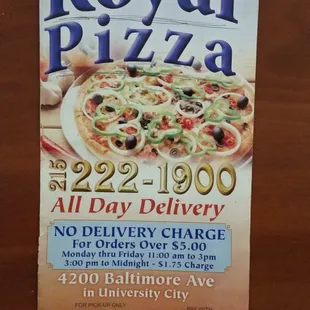 Royal
Pizza
215 222-1900
All Day Delivery
NO DELIVERY CHARGE
For Orders Over $5.00
Monday thru Friday 11:00 am to 3pm
3:00 pm to Midnight - $1.75 Charge
4200 Baltimore Ave
in University City
FOR PICK-UP ONLY